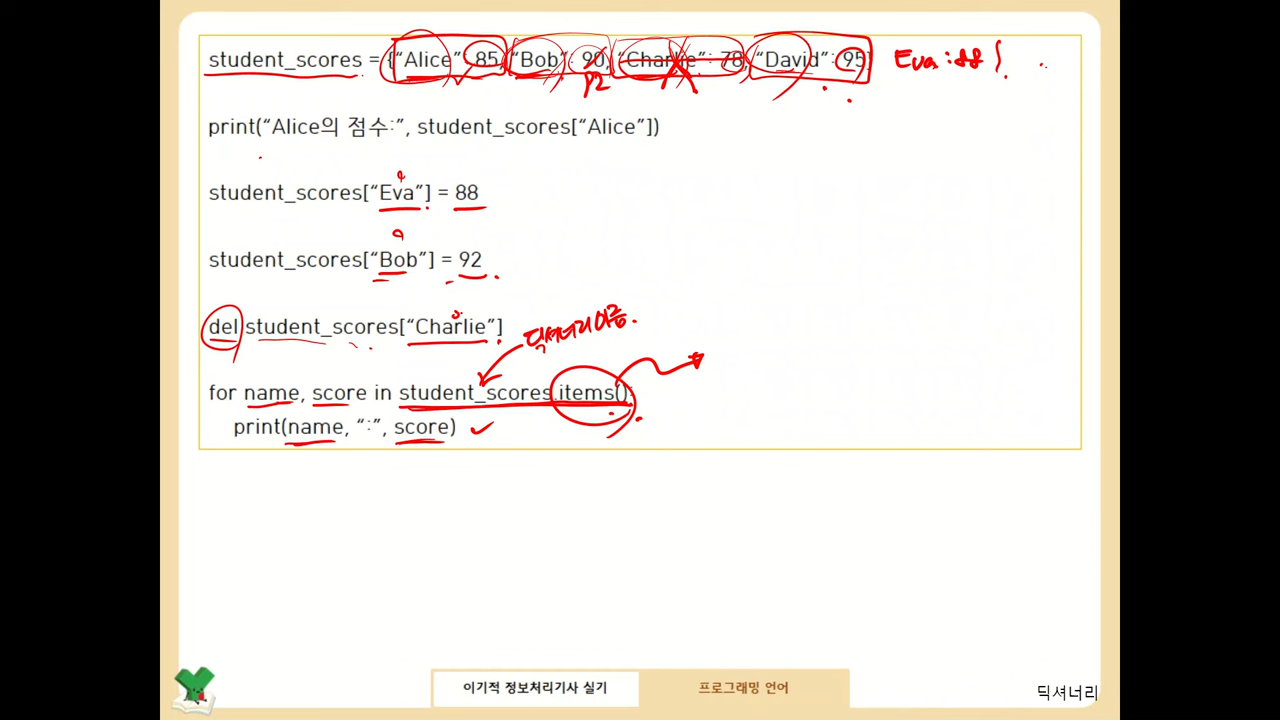 student_scores = {“Alice”: 85, “Bob”: 90, “Charlie”: 78, “David”: 95 Eva : 88 }
92
print(“Alice의 점수:”, student_scores[“Alice”])
student_scores[“Eva”] = 88
student_scores[“Bob”] = 92
del student_scores[“Charlie”]
딕셔너리이름.
for name, score in student_scores.items():
print(name, “:”, score)
이기적 정보처리기사 실기
프로그래밍 언어
딕셔너리